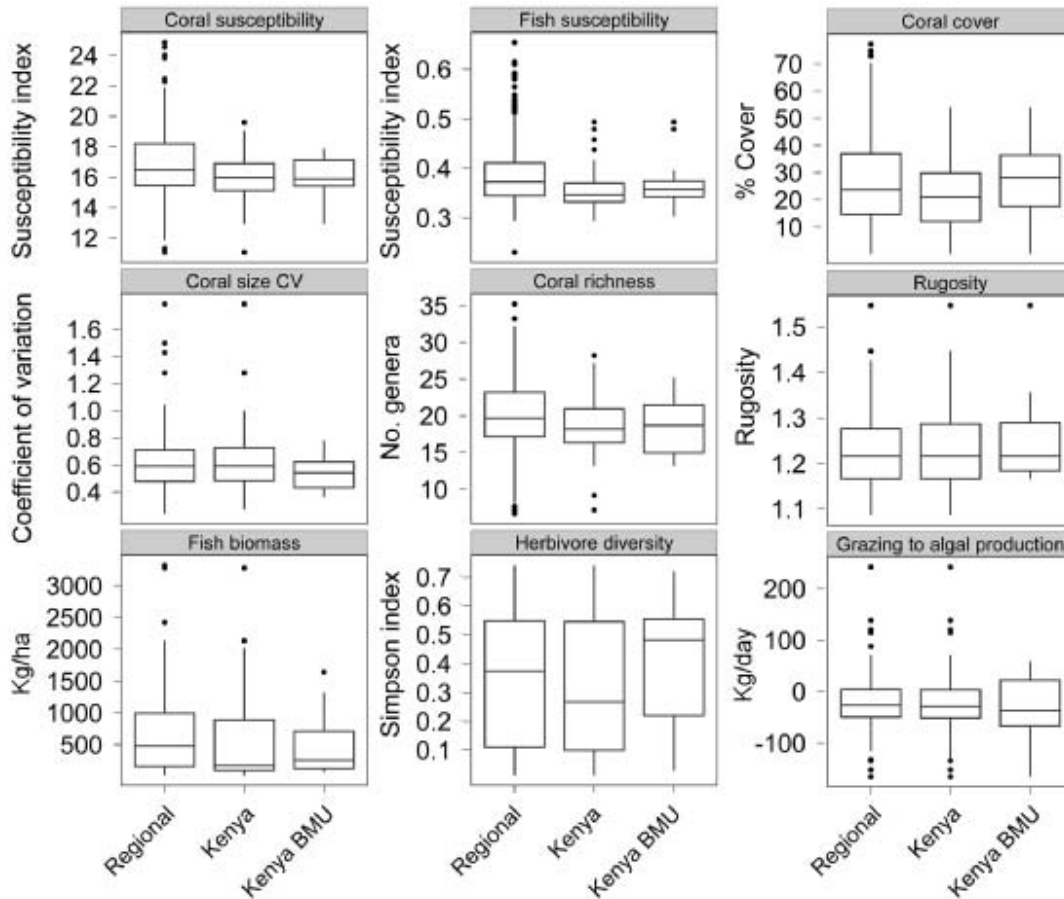 Coral susceptibility
Susceptibility index
24
22
20
18
16
14
12
Fish susceptibility
Susceptibility index
0.6
0.5
0.4
0.3
Coral cover
% Cover
70
60
50
40
30
20
10
Coral size CV
Coefficient of variation
1.6
1.4
1.2
1.0
0.8
0.6
0.4
Coral richness
No. genera
35
30
25
20
15
10
Rugosity
Rugosity
1.5
1.4
1.3
1.2
1.1
Fish biomass
Kg/ha
3000
2500
2000
1500
1000
500
Herbivore diversity
Simpson index
0.7
0.6
0.5
0.4
0.3
0.2
0.1
Grazing to algal production
Kg/day
200
100
0
-100
Regional
Kenya
Kenya BMU
Regional
Kenya
Kenya BMU
Regional
Kenya
Kenya BMU